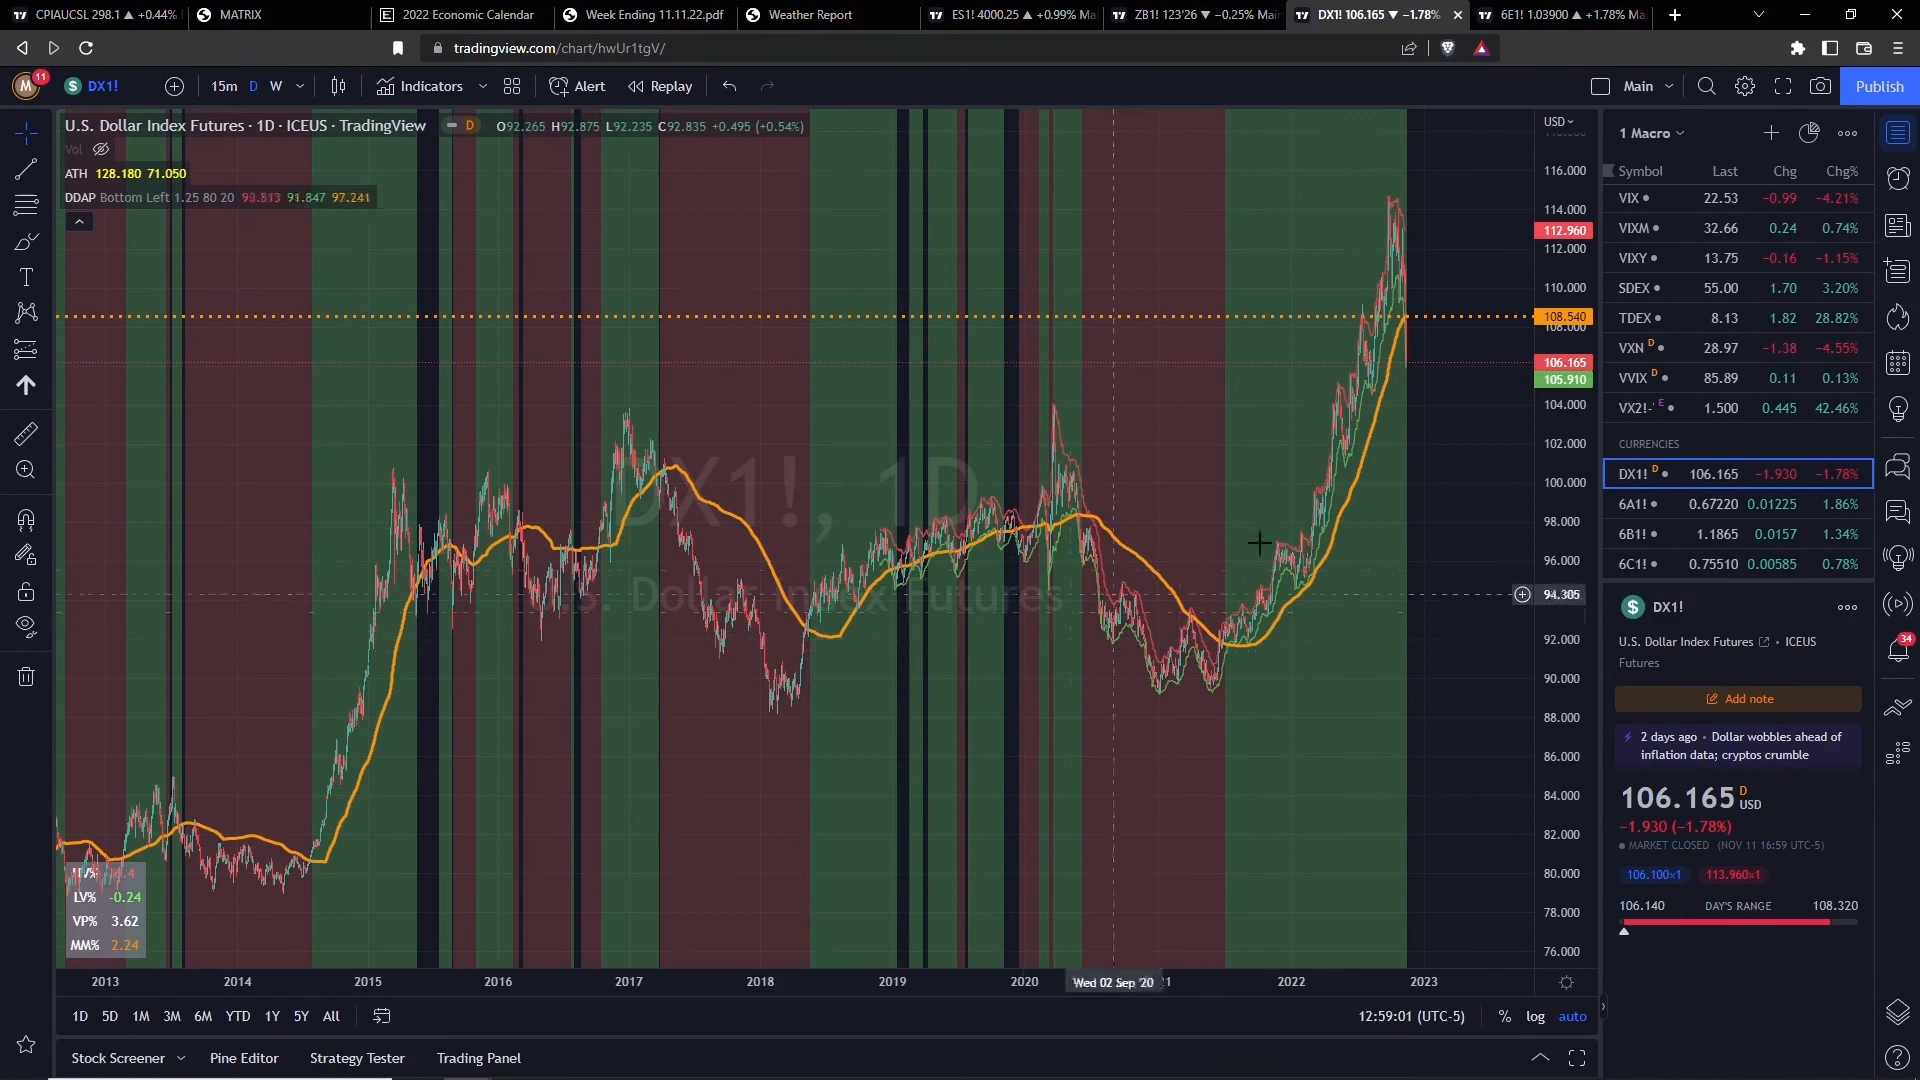 CPIAUCSL 298.1 ▲ +0.44%
MATRIX
2022 Economic Calendar
Week Ending 11.11.22.pdf
Weather Report
ES1! 4000.25 ▲ +0.99% Mai
ZB1! 123'26 ▼ −0.25% Main
DX1! 106.165 ▼ −1.78%
6E1! 1.03900 ▲ +1.78% Ma
tradingview.com/chart/hwUr1tgV/
M 11 DX1! 15m D W Indicators Alert Replay Main Publish
U.S. Dollar Index Futures · 1D · ICEUS · TradingView D O92.265 H92.875 L92.235 C92.835 +0.495 (+0.54%)
Vol
ATH 128.180 71.050
DDAP Bottom Left 1.25 80 20 98.813 91.847 97.241
DX1!, 1D
U.S. Dollar Index Futures
LV% -0.24
VP% 3.62
MM% 2.24
USD
116.000
114.000
112.960
112.000
110.000
108.540
108.000
106.165
105.910
104.000
102.000
100.000
98.000
96.000
94.305
92.000
90.000
88.000
86.000
84.000
82.000
80.000
78.000
76.000
2013 2014 2015 2016 2017 2018 2019 2020 Wed 02 Sep '20 2022 2023
1D 5D 1M 3M 6M YTD 1Y 5Y All
12:59:01 (UTC-5) % log auto
Stock Screener Pine Editor Strategy Tester Trading Panel
1 Macro
Symbol Last Chg Chg%
VIX 22.53 −0.99 −4.21%
VIXM 32.66 0.24 0.74%
VIXY 13.75 −0.16 −1.15%
SDEX 55.00 1.70 3.20%
TDEX 8.13 1.82 28.82%
VXN D 28.97 −1.38 −4.55%
VVIX D 85.89 0.11 0.13%
VX2!-' E 1.500 0.445 42.46%
CURRENCIES
DX1! D 106.165 −1.930 −1.78%
6A1! 0.67220 0.01225 1.86%
6B1! 1.1865 0.0157 1.34%
6C1! 0.75510 0.00585 0.78%
DX1!
U.S. Dollar Index Futures • ICEUS
Futures
Add note
2 days ago • Dollar wobbles ahead of
inflation data; cryptos crumble
106.165 D USD
−1.930 (−1.78%)
MARKET CLOSED (NOV 11 16:59 UTC-5)
106.100×1 113.960×1
106.140 DAY'S RANGE 108.320
34